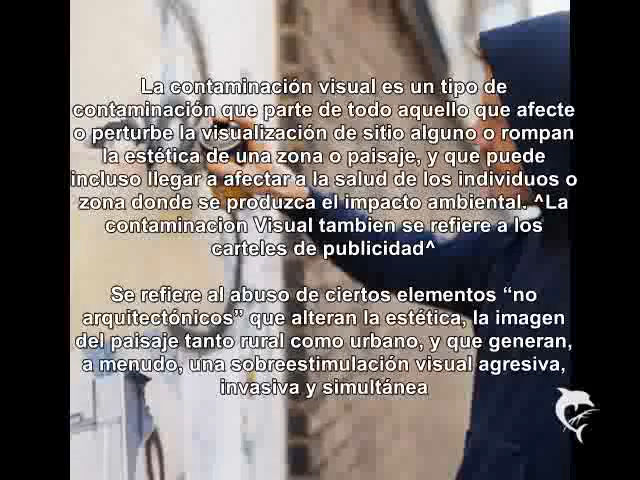 La contaminación visual es un tipo de
contaminación que parte de todo aquello que afecte
o perturbe la visualización de sitio alguno o rompan
la estética de una zona o paisaje, y que puede
incluso llegar a afectar a la salud de los individuos o
zona donde se produzca el impacto ambiental. ^La
contaminacion Visual tambien se refiere a los
carteles de publicidad^
Se refiere al abuso de ciertos elementos “no
arquitectónicos” que alteran la estética, la imagen
del paisaje tanto rural como urbano, y que generan,
a menudo, una sobreestimulación visual agresiva,
invasiva y simultánea